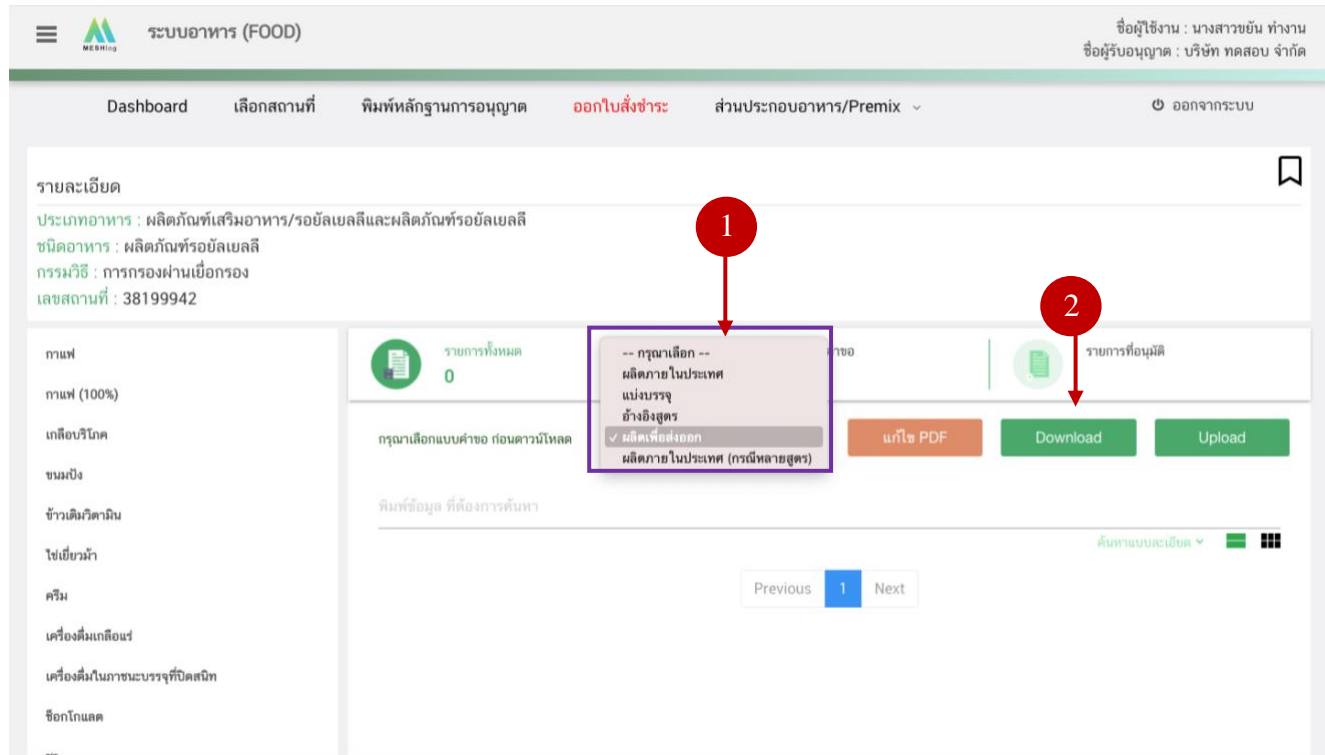 MESHlog
ระบบอาหาร (FOOD)
ชื่อผู้ใช้งาน : นางสาวขยัน ทำงาน
ชื่อผู้รับอนุญาต : บริษัท ทดสอบ จำกัด
Dashboard เลือกสถานที่ พิมพ์หลักฐานการอนุญาต ออกใบสั่งชำระ ส่วนประกอบอาหาร/Premix ออกจากระบบ
รายละเอียด
ประเภทอาหาร : ผลิตภัณฑ์เสริมอาหาร/รอยัลเยลลีและผลิตภัณฑ์รอยัลเยลลี
ชนิดอาหาร : ผลิตภัณฑ์รอยัลเยลลี
กรรมวิธี : การกรองผ่านเยื่อกรอง
เลขสถานที่ : 38199942
1
2
กาแฟ
กาแฟ (100%)
เกลือบริโภค
ขนมปัง
ข้าวเติมวิตามิน
ไข่เยี่ยวม้า
ครีม
เครื่องดื่มเกลือแร่
เครื่องดื่มในภาชนะบรรจุที่ปิดสนิท
ช็อกโกแลต
รายการทั้งหมด
0
รายการที่อนุมัติ
-- กรุณาเลือก --
ผลิตภายในประเทศ
แบ่งบรรจุ
อ้างอิงสูตร
✓ ผลิตเพื่อส่งออก
ผลิตภายในประเทศ (กรณีหลายสูตร)
กรุณาเลือกแบบคำขอ ก่อนดาวน์โหลด
แก้ไข PDF Download Upload
พิมพ์ข้อมูล ที่ต้องการค้นหา
ค้นหาแบบละเอียด
Previous 1 Next